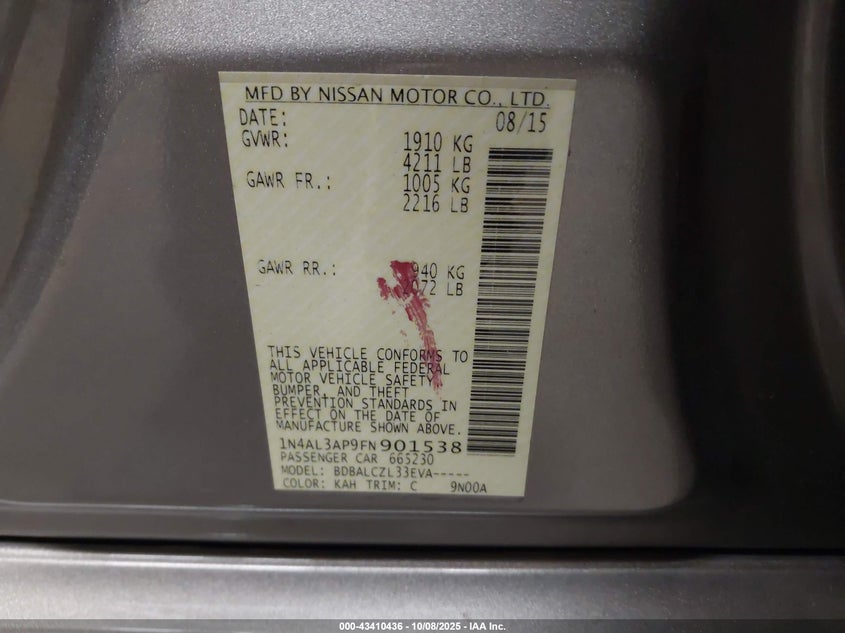 MFD BY NISSAN MOTOR CO., LTD.
DATE: 08/15
GVWR: 1910 KG
4211 LB
GAWR FR.: 1005 KG
2216 LB
GAWR RR.: 940 KG
2072 LB
THIS VEHICLE CONFORMS TO
ALL APPLICABLE FEDERAL
MOTOR VEHICLE SAFETY,
BUMPER, AND THEFT
PREVENTION STANDARDS IN
EFFECT ON THE DATE OF
MANUFACTURE SHOWN ABOVE.
1N4AL3AP9FN901538
PASSENGER CAR 665230
MODEL: BDBALCZL33EVA-----
COLOR: KAH TRIM: C 9N00A
000-43410436 - 10/08/2025 - IAA Inc.